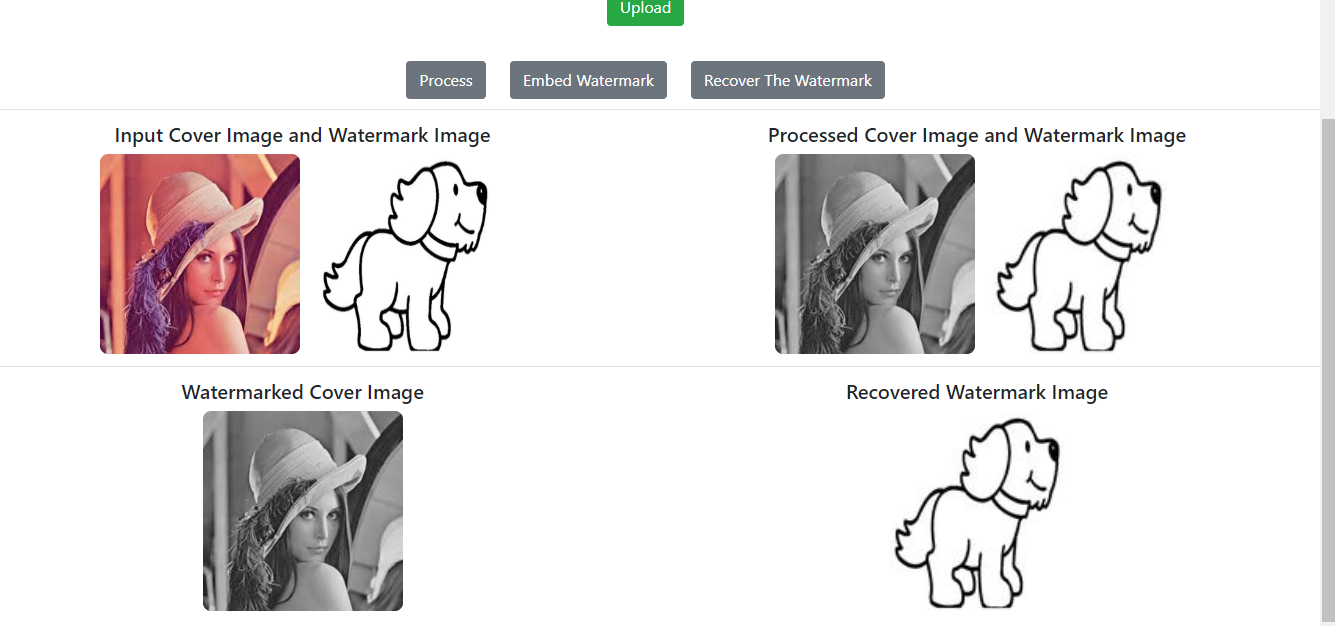 Upload
Process Embed Watermark Recover The Watermark
Input Cover Image and Watermark Image
Processed Cover Image and Watermark Image
Watermarked Cover Image
Recovered Watermark Image